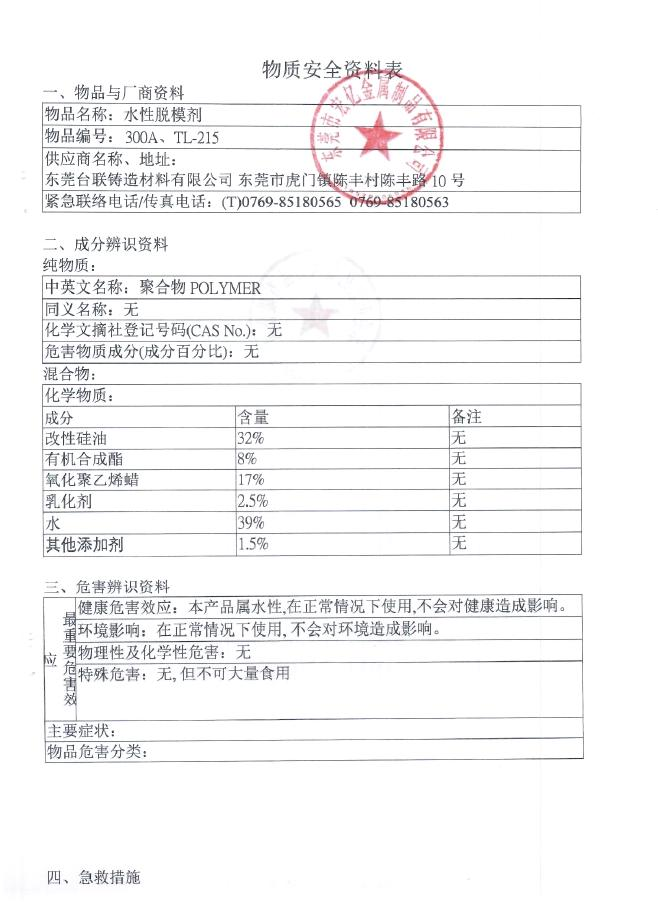 物质安全资料表
一、物品与厂商资料
物品名称：水性脱模剂
物品编号：300A、TL-215
供应商名称、地址：
东莞台联铸造材料有限公司 东莞市虎门镇陈丰村陈丰路 10 号
紧急联络电话/传真电话：(T)0769-85180565 0769-85180563
东莞市宏亿金属制品有限公司
二、成分辨识资料
纯物质：
中英文名称；聚合物 POLYMER
同义名称：无
化学文摘社登记号码(CAS No.)：无
危害物质成分(成分百分比)：无
混合物：
化学物质：
成分 含量 备注
改性硅油 32% 无
有机合成酯 8% 无
氧化聚乙烯蜡 17% 无
乳化剂 2.5% 无
水 39% 无
其他添加剂 1.5% 无
三、危害辨识资料
最重要危害效应
健康危害效应：本产品属水性,在正常情况下使用,不会对健康造成影响。
环境影响：在正常情况下使用,不会对环境造成影响。
物理性及化学性危害：无
特殊危害：无,但不可大量食用
主要症状：
物品危害分类：
四、急救措施